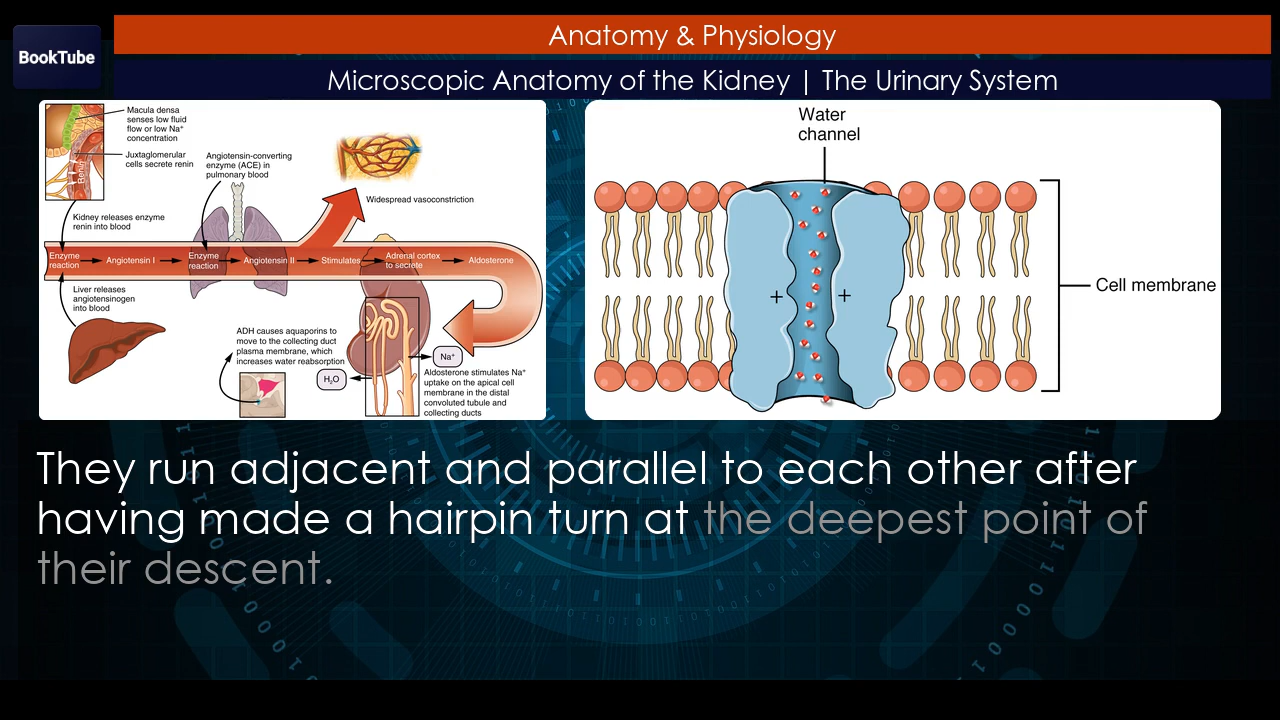 BookTube
Anatomy & Physiology
Microscopic Anatomy of the Kidney | The Urinary System
Macula densa
senses low fluid
flow or low Na⁺
concentration
Juxtaglomerular
cells secrete renin
Renin
Angiotensin-converting
enzyme (ACE) in
pulmonary blood
Widespread vasoconstriction
Kidney releases enzyme
renin into blood
Enzyme
reaction
Angiotensin I
Enzyme
reaction
Angiotensin II
Stimulates
Adrenal cortex
to secrete
Aldosterone
Liver releases
angiotensinogen
into blood
ADH causes aquaporins to
move to the collecting duct
plasma membrane, which
increases water reabsorption
Na⁺
H₂O
Aldosterone stimulates Na⁺
uptake on the apical cell
membrane in the distal
convoluted tubule and
collecting ducts
Water
channel
+ +
Cell membrane
They run adjacent and parallel to each other after
having made a hairpin turn at the deepest point of
their descent.